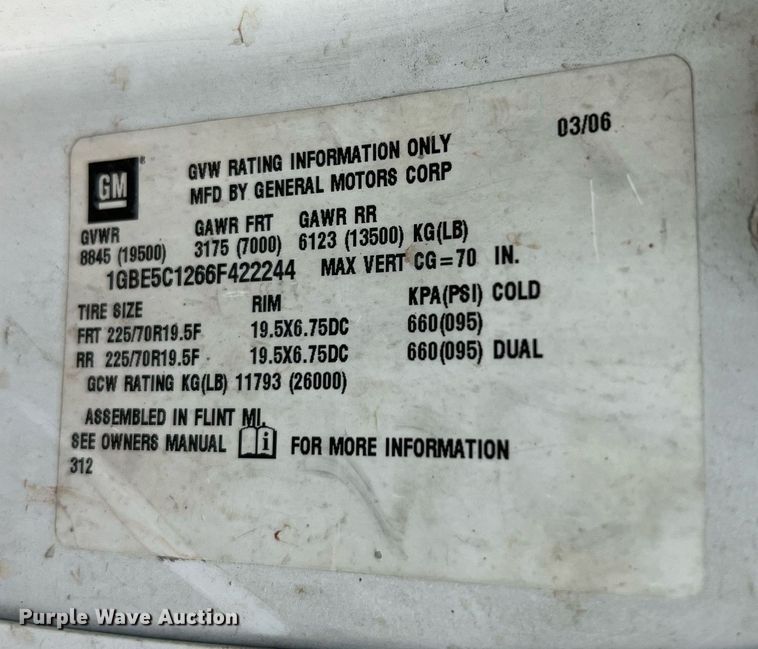 03/06
GM ®
GVW RATING INFORMATION ONLY
MFD BY GENERAL MOTORS CORP
GVWR GAWR FRT GAWR RR
8845 (19500) 3175 (7000) 6123 (13500) KG(LB)
1GBE5C1266F422244 MAX VERT CG=70 IN.
TIRE SIZE RIM KPA(PSI) COLD
FRT 225/70R19.5F 19.5X6.75DC 660(095)
RR 225/70R19.5F 19.5X6.75DC 660(095) DUAL
GCW RATING KG(LB) 11793 (26000)
ASSEMBLED IN FLINT MI.
SEE OWNERS MANUAL i FOR MORE INFORMATION
312
Purple Wave Auction